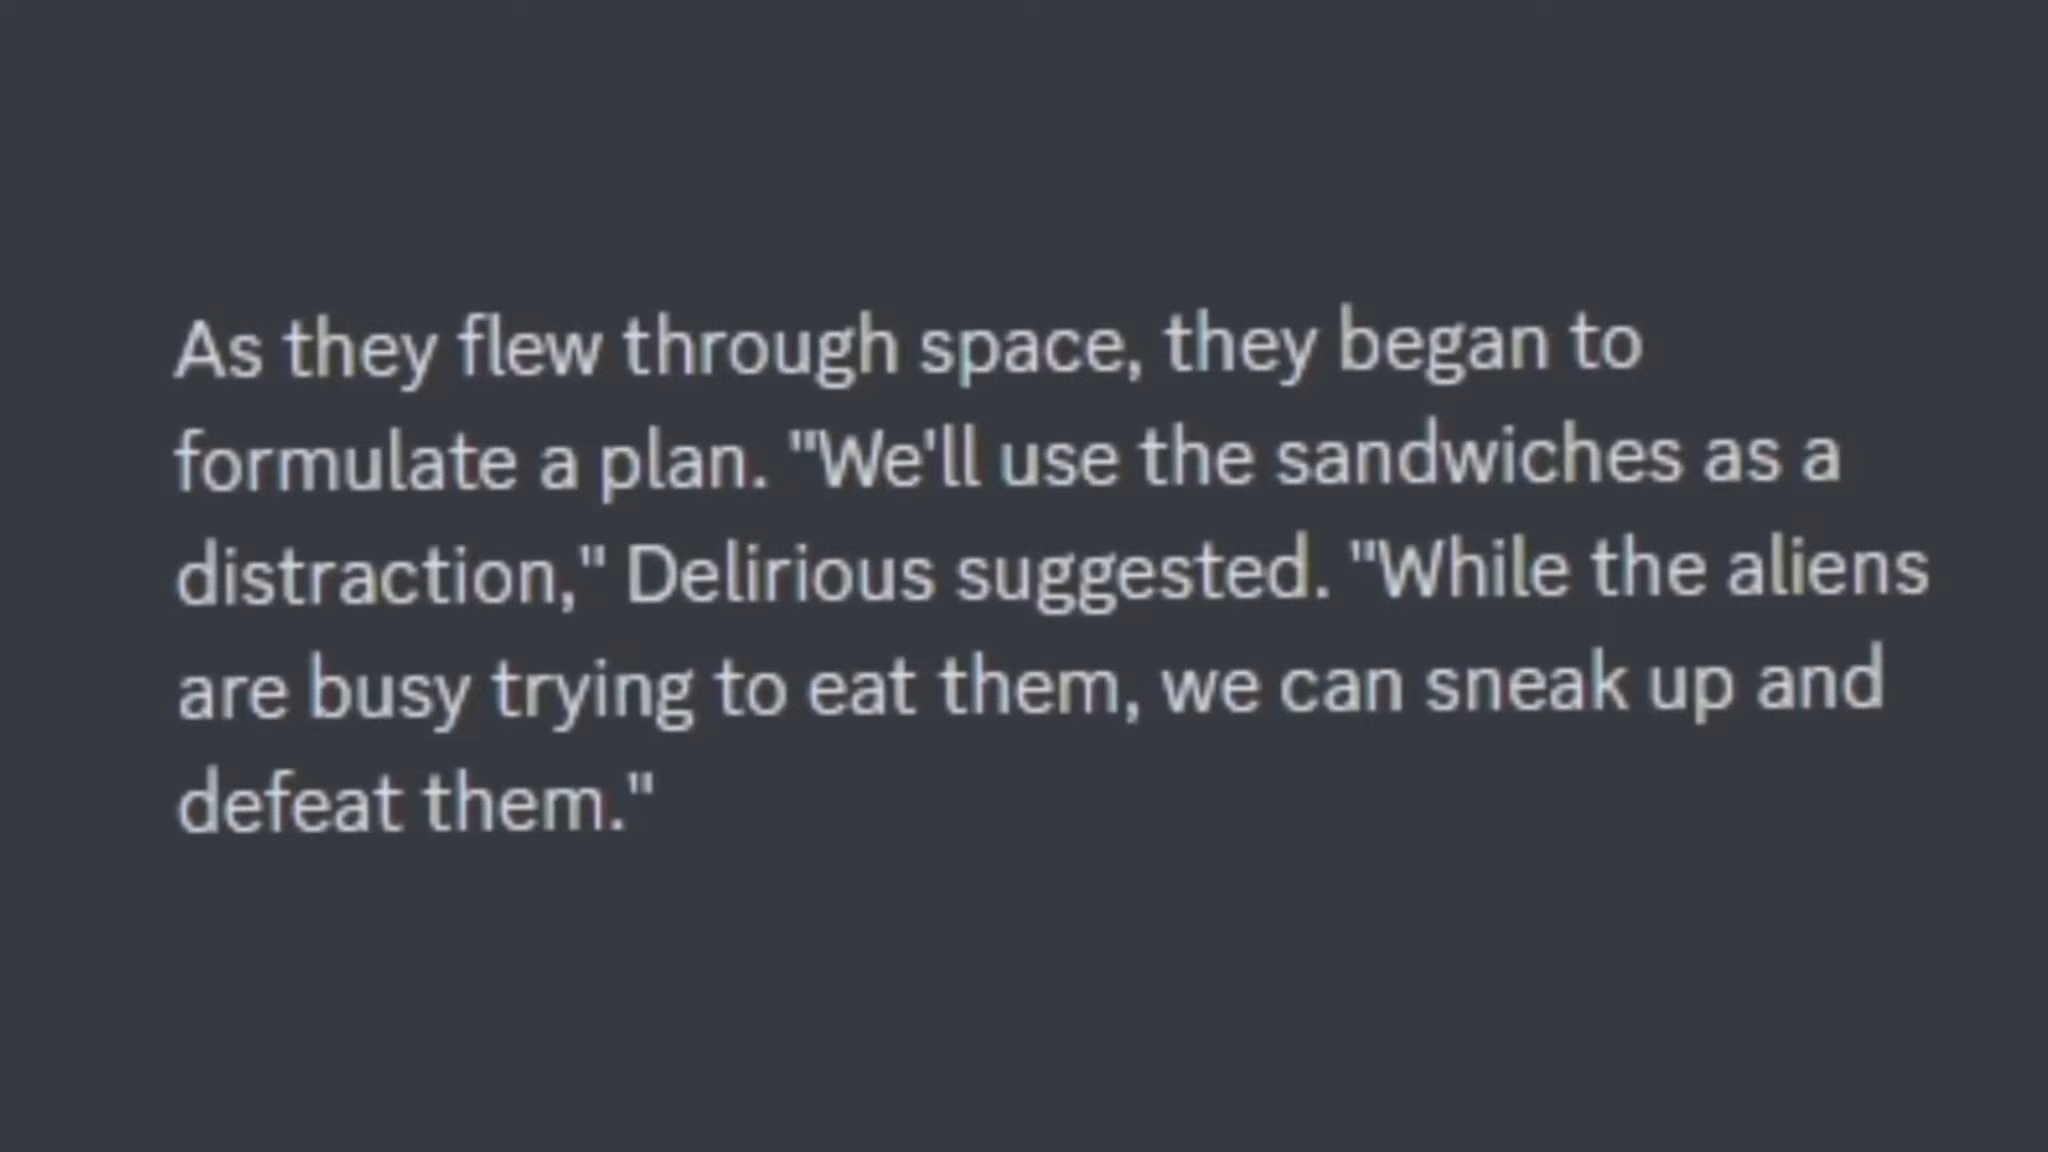 As they flew through space, they began to
formulate a plan. "We'll use the sandwiches as a
distraction," Delirious suggested. "While the aliens
are busy trying to eat them, we can sneak up and
defeat them."